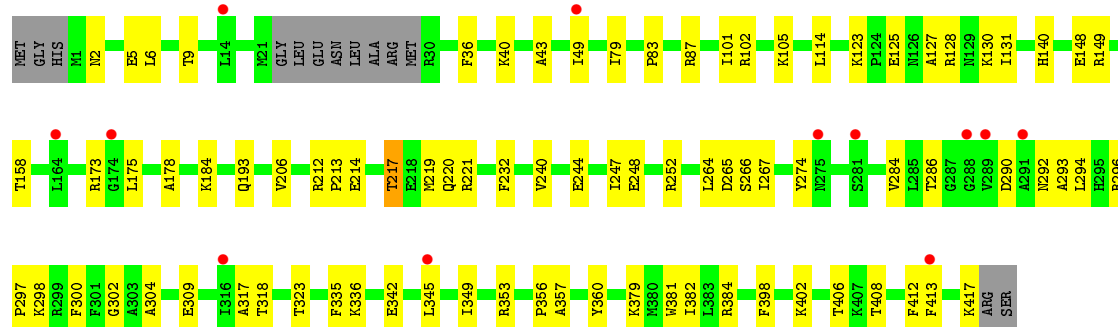 MET GLY HIS M1 N2 E5 L6 T9 L14 M21 GLY LEU GLU ASN LEU ALA ARG MET R30 F36 K40 A43 I49 I79 P83 R87 I101 R102 K105 L114 K123 P124 E125 N126 A127 R128 N129 K130 I131 H140 E148 R149
T158 L164 R173 G174 L175 A178 K184 Q193 V206 R212 P213 E214 T217 E218 M219 Q220 R221 F232 V240 E244 I247 E248 R252 L264 D265 S266 I267 Y274 N275 S281 V284 L285 T286 G287 G288 V289 D290 A291 N292 A293 L294 H295 R296
P297 K298 R299 F300 F301 G302 A303 A304 E309 I316 A317 T318 T323 F335 K336 E342 L345 I349 R353 P356 A357 Y360 K379 M380 W381 I382 L383 R384 F398 K402 T406 K407 T408 F412 F413 K417 ARG SER